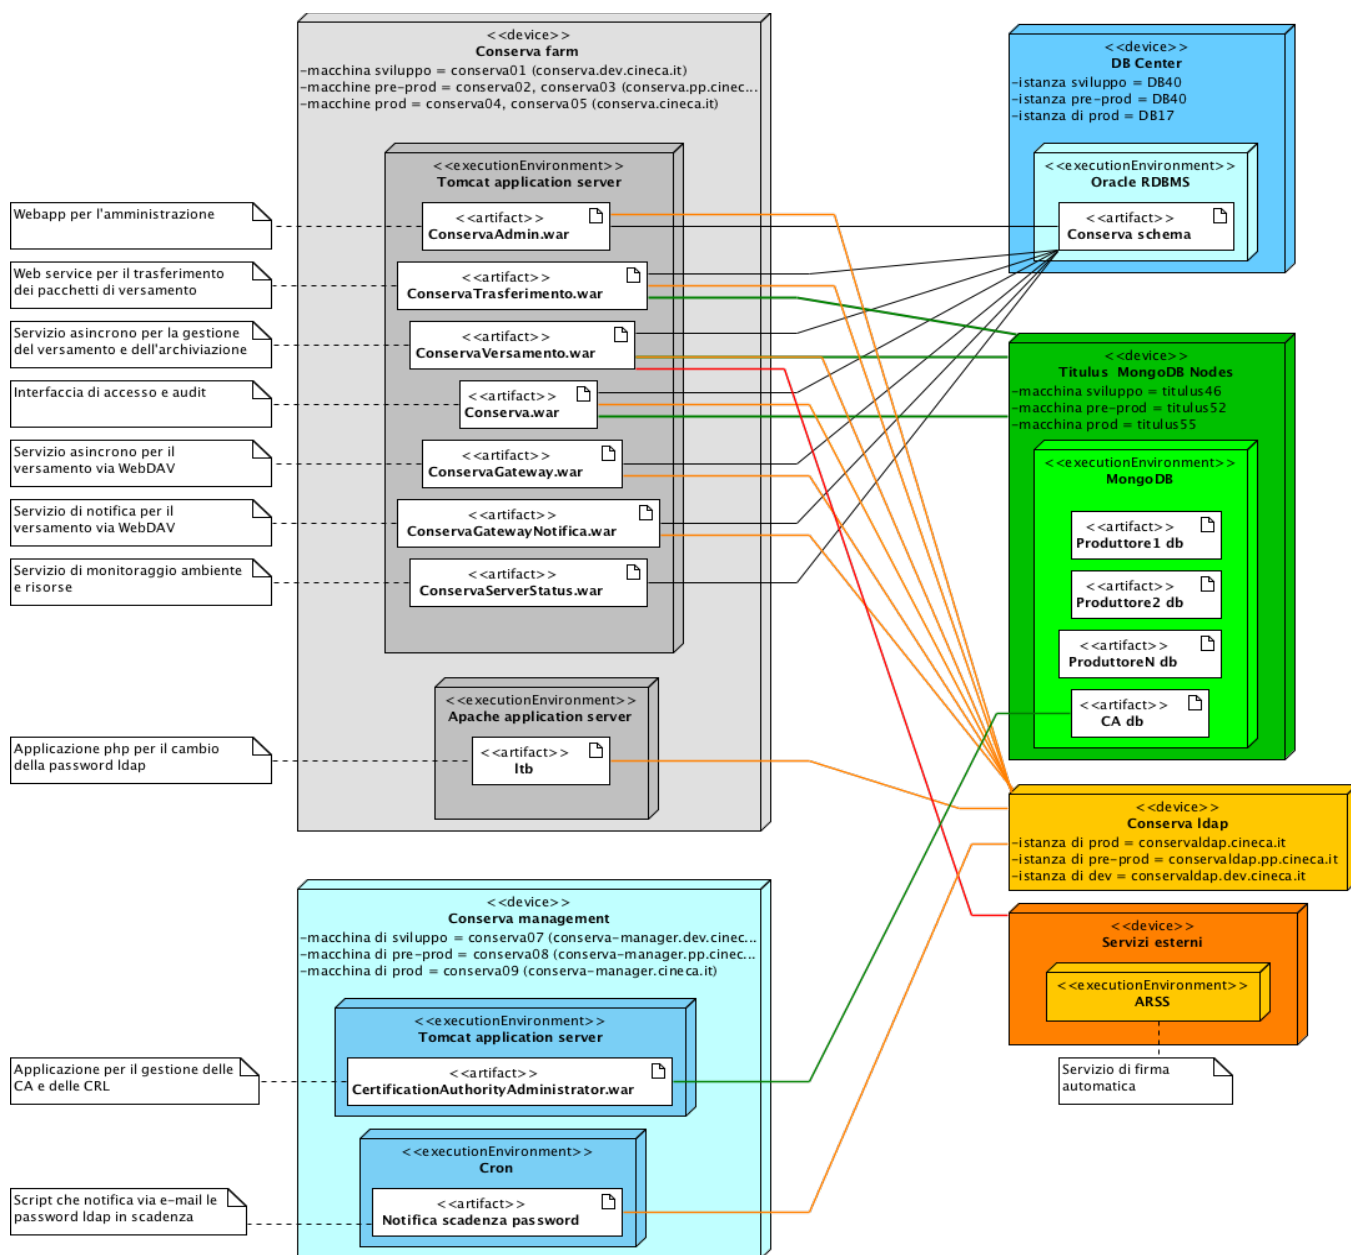 <<device>>
Conserva farm
-macchina sviluppo = conserva01 (conserva.dev.cineca.it)
-macchine pre-prod = conserva02, conserva03 (conserva.pp.cinec...
-macchine prod = conserva04, conserva05 (conserva.cineca.it)
<<executionEnvironment>>
Tomcat application server
Webapp per l'amministrazione
<<artifact>>
ConservaAdmin.war
Web service per il trasferimento
dei pacchetti di versamento
<<artifact>>
ConservaTrasferimento.war
Servizio asincrono per la gestione
del versamento e dell'archiviazione
<<artifact>>
ConservaVersamento.war
Interfaccia di accesso e audit
<<artifact>>
Conserva.war
Servizio asincrono per il
versamento via WebDAV
<<artifact>>
ConservaGateway.war
Servizio di notifica per il
versamento via WebDAV
<<artifact>>
ConservaGatewayNotifica.war
Servizio di monitoraggio ambiente
e risorse
<<artifact>>
ConservaServerStatus.war
<<executionEnvironment>>
Apache application server
Applicazione php per il cambio
della password ldap
<<artifact>>
ltb
<<device>>
DB Center
-istanza sviluppo = DB40
-istanza pre-prod = DB40
-istanza di prod = DB17
<<executionEnvironment>>
Oracle RDBMS
<<artifact>>
Conserva schema
<<device>>
Titulus  MongoDB Nodes
-macchina sviluppo = titulus46
-macchina pre-prod = titulus52
-macchina prod = titulus55
<<executionEnvironment>>
MongoDB
<<artifact>>
Produttore1 db
<<artifact>>
Produttore2 db
<<artifact>>
ProduttoreN db
<<artifact>>
CA db
<<device>>
Conserva ldap
-istanza di prod = conservaldap.cineca.it
-istanza di pre-prod = conservaldap.pp.cineca.it
-istanza di dev = conservaldap.dev.cineca.it
<<device>>
Servizi esterni
<<executionEnvironment>>
ARSS
Servizio di firma
automatica
<<device>>
Conserva management
-macchina di sviluppo = conserva07 (conserva-manager.dev.cinec...
-macchina di pre-prod = conserva08 (conserva-manager.pp.cinec...
-macchina di prod = conserva09 (conserva-manager.cineca.it)
<<executionEnvironment>>
Tomcat application server
Applicazione per il gestione delle
CA e delle CRL
<<artifact>>
CertificationAuthorityAdministrator.war
<<executionEnvironment>>
Cron
Script che notifica via e-mail le
password ldap in scadenza
<<artifact>>
Notifica scadenza password